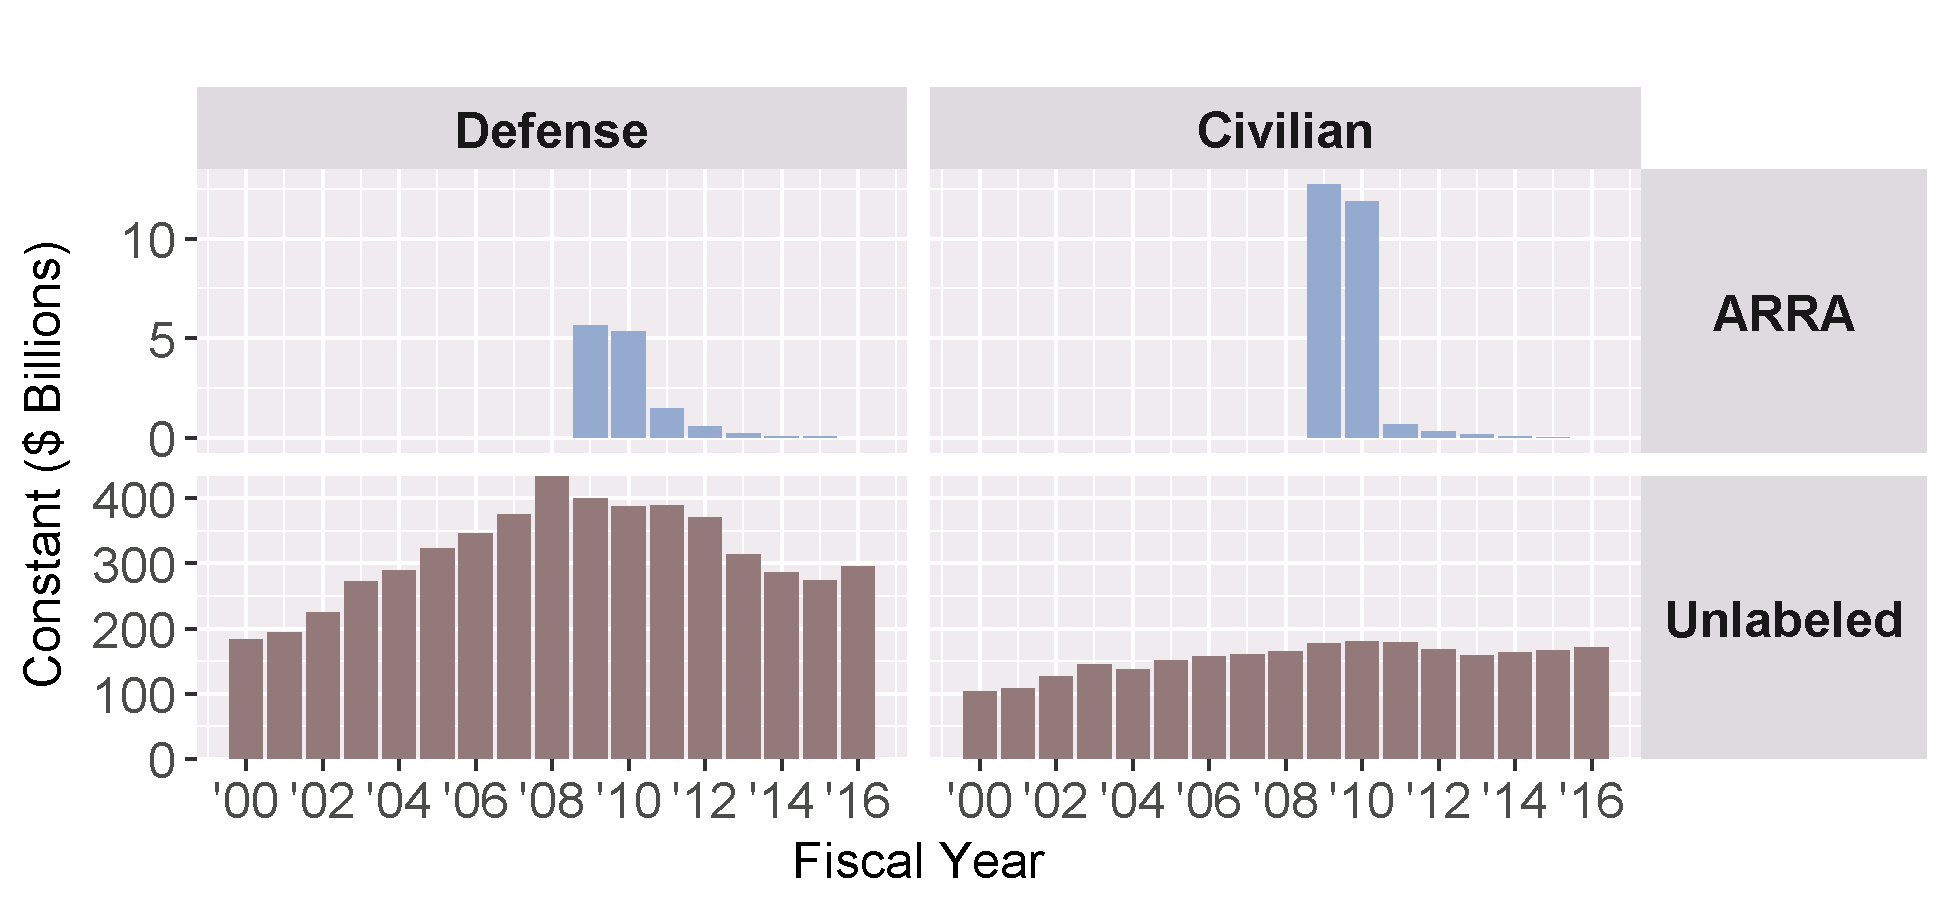 Defense
Civilian
Constant ($ Billions)
10
5
0
ARRA
400
300
200
100
0
Unlabeled
'00 '02 '04 '06 '08 '10 '12 '14 '16
'00 '02 '04 '06 '08 '10 '12 '14 '16
Fiscal Year